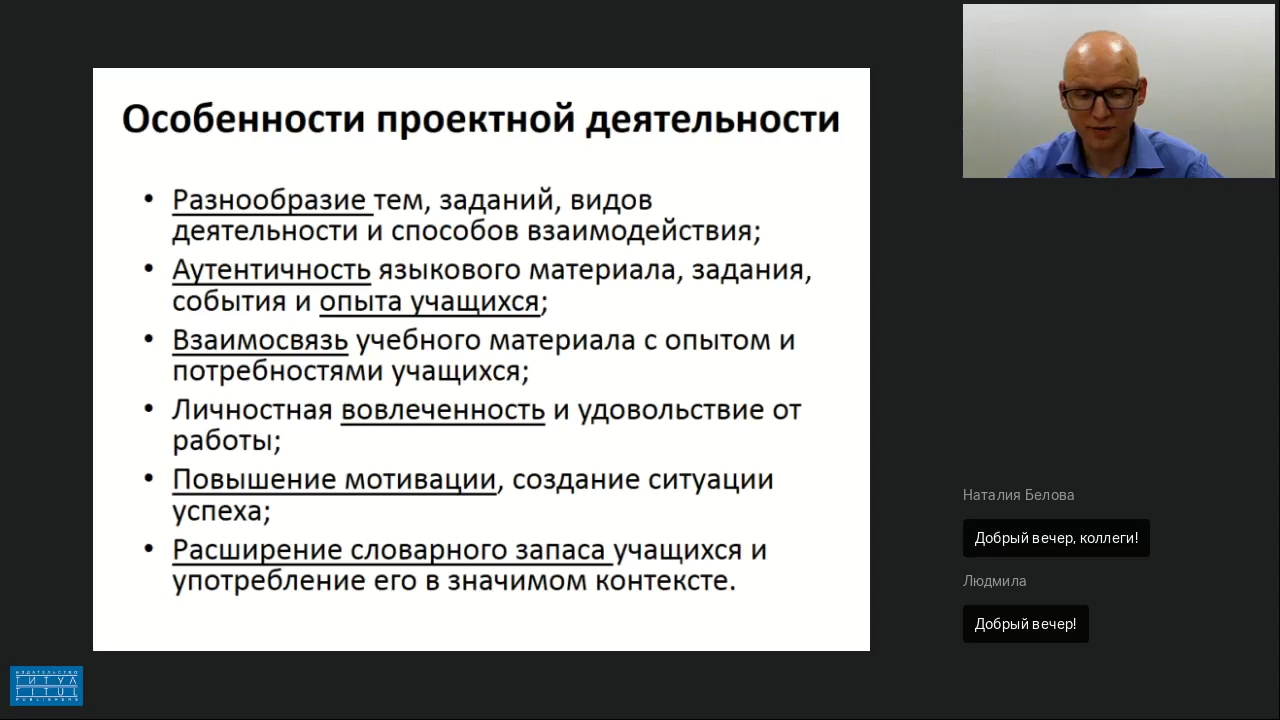 Особенности проектной деятельности
• Разнообразие тем, заданий, видов
деятельности и способов взаимодействия;
• Аутентичность языкового материала, задания,
события и опыта учащихся;
• Взаимосвязь учебного материала с опытом и
потребностями учащихся;
• Личностная вовлеченность и удовольствие от
работы;
• Повышение мотивации, создание ситуации
успеха;
• Расширение словарного запаса учащихся и
употребление его в значимом контексте.
Наталия Белова
Добрый вечер, коллеги!
Людмила
Добрый вечер!
ИЗДАТЕЛЬСТВО
ТИТУЛ
TITUL
PUBLISHERS